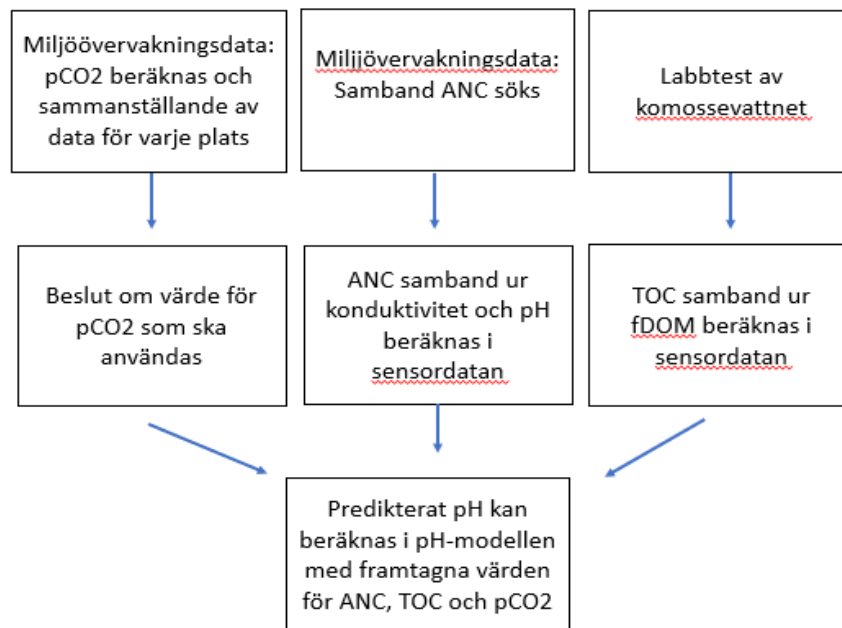 Miljöövervakningsdata:
pCO2 beräknas och
sammanställande av
data för varje plats
Miljjövervakningsdata:
Samband ANC söks
Labbtest av
komossevattnet
Beslut om värde för
pCO2 som ska
användas
ANC samband ur
konduktivitet och pH
beräknas i
sensordatan
TOC samband ur
fDOM beräknas i
sensordatan
Predikterat pH kan
beräknas i pH-modellen
med framtagna värden
för ANC, TOC och pCO2